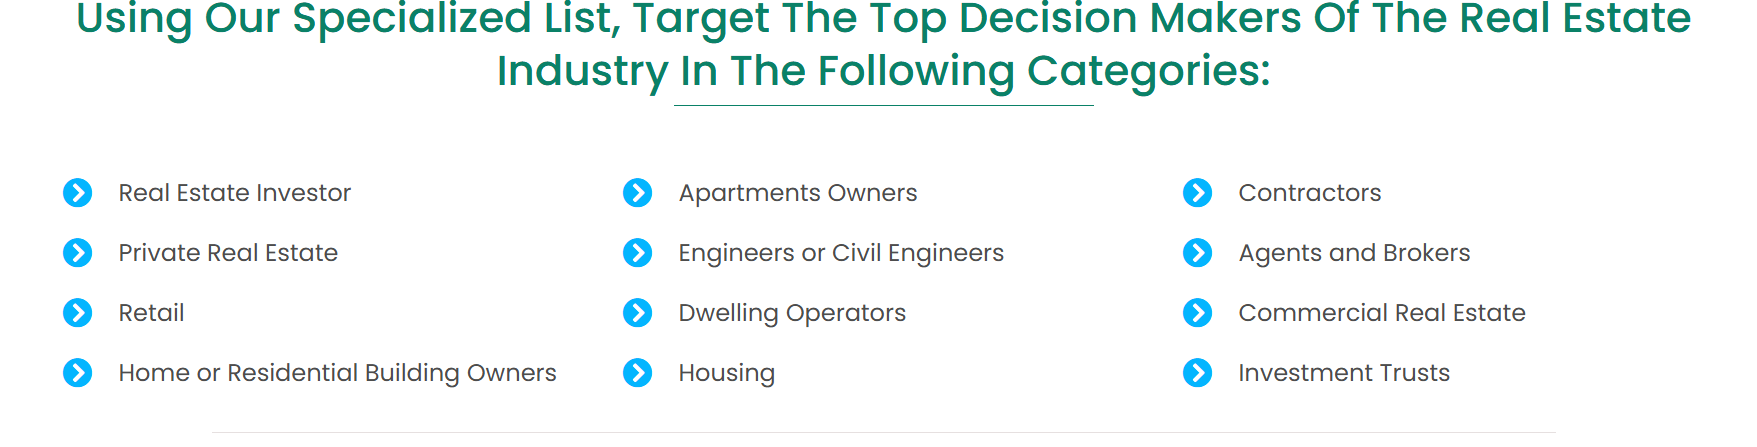 Using Our Specialized List, Target The Top Decision Makers Of The Real Estate
Industry In The Following Categories:
Real Estate Investor
Private Real Estate
Retail
Home or Residential Building Owners
Apartments Owners
Engineers or Civil Engineers
Dwelling Operators
Housing
Contractors
Agents and Brokers
Commercial Real Estate
Investment Trusts